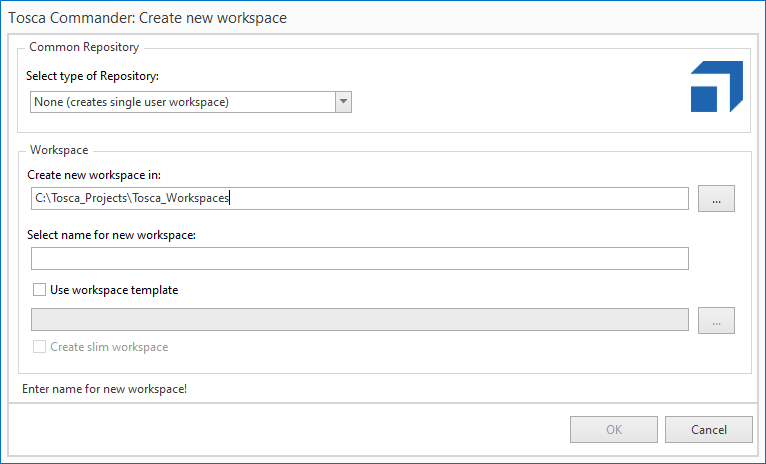 Tosca Commander: Create new workspace
Common Repository
Select type of Repository:
None (creates single user workspace)
Workspace
Create new workspace in:
C:\Tosca_Projects\Tosca_Workspaces
...
Select name for new workspace:
Use workspace template
...
Create slim workspace
Enter name for new workspace!
OK
Cancel